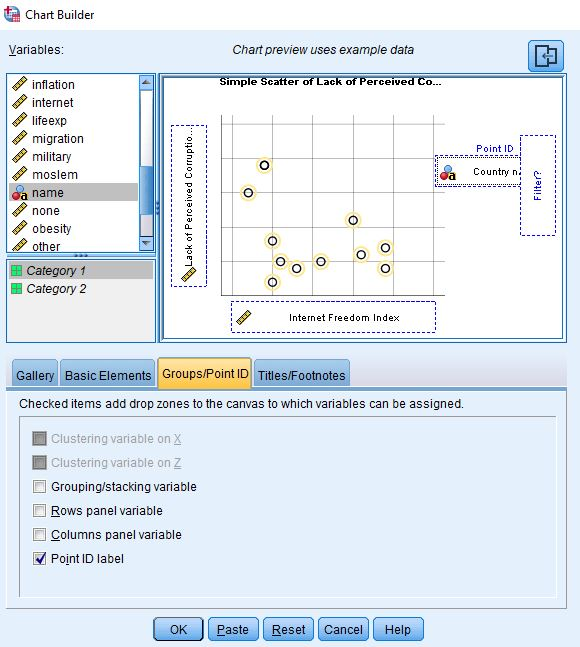 Chart Builder
Variables:
Chart preview uses example data
inflation
internet
lifeexp
migration
military
moslem
name
none
obesity
other
Category 1
Category 2
Simple Scatter of Lack of Perceived Co...
Lack of Perceived Corruptio...
Point ID
Country n.
Filter?
Internet Freedom Index
Gallery
Basic Elements
Groups/Point ID
Titles/Footnotes
Checked items add drop zones to the canvas to which variables can be assigned.
Clustering variable on X
Clustering variable on Z
Grouping/stacking variable
Rows panel variable
Columns panel variable
Point ID label
OK
Paste
Reset
Cancel
Help